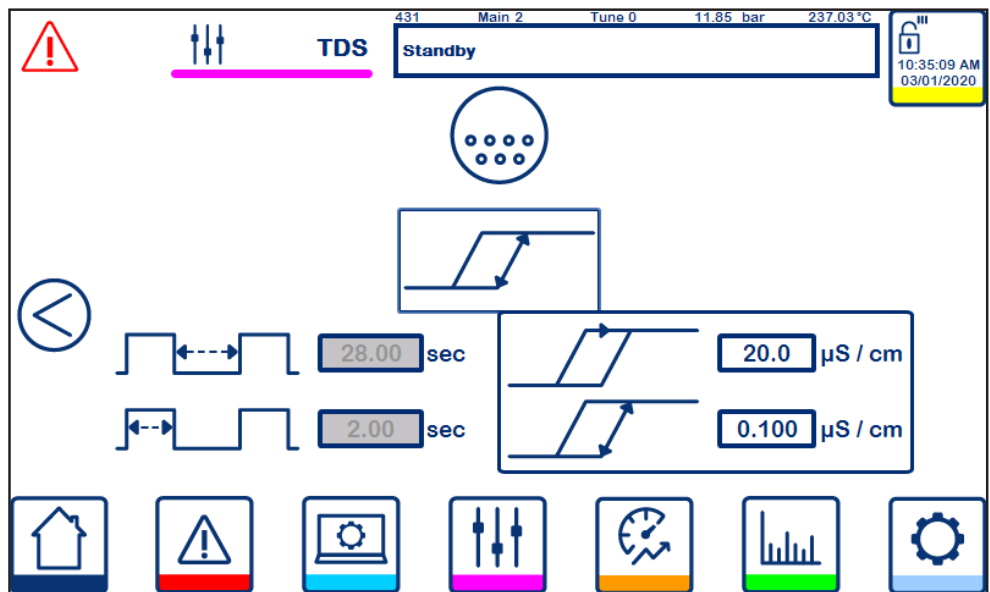 431 Main 2 Tune 0 11.85 bar 237.03 °C
TDS
Standby
10:35:09 AM
03/01/2020
28.00 sec
20.0 µS / cm
2.00 sec
0.100 µS / cm